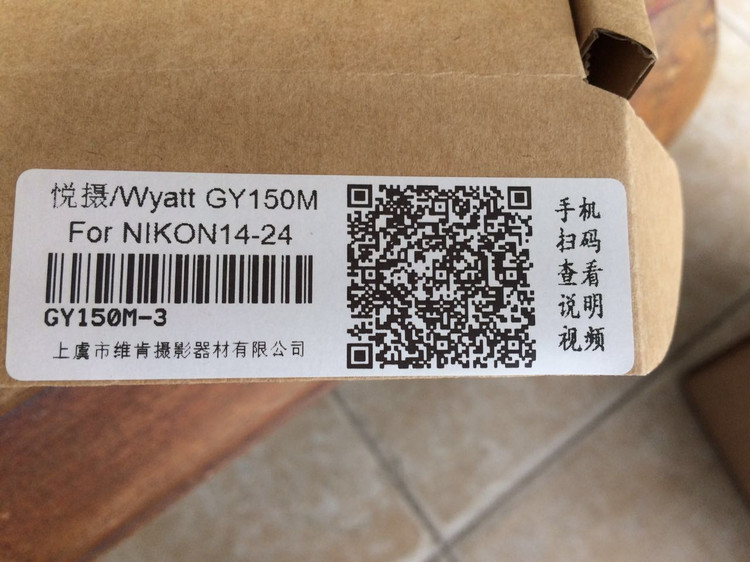 悦摄/Wyatt GY150M
For NIKON14-24
GY150M-3
上虞市维肯摄影器材有限公司
手机
扫码
查看
说明
视频